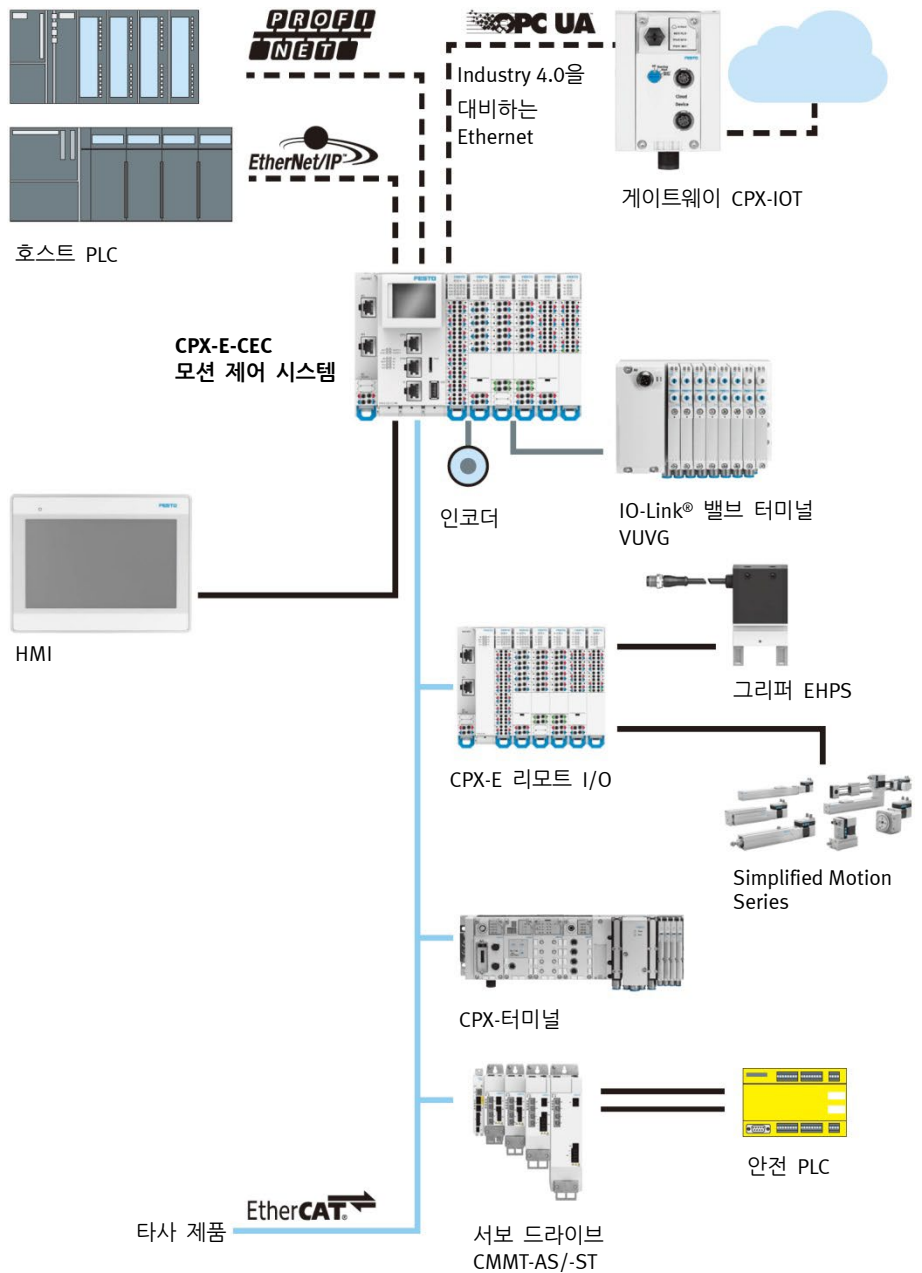 PROFI
NET
OPC UA
Industry 4.0을
대비하는
Ethernet
EtherNet/IP™
게이트웨이 CPX-IOT
호스트 PLC
FESTO
CPX-E-CEC
모션 제어 시스템
인코더
IO-Link® 밸브 터미널
VUVG
FESTO
HMI
그리퍼 EHPS
CPX-E 리모트 I/O
Simplified Motion
Series
CPX-터미널
안전 PLC
EtherCAT®
타사 제품
서보 드라이브
CMMT-AS/-ST